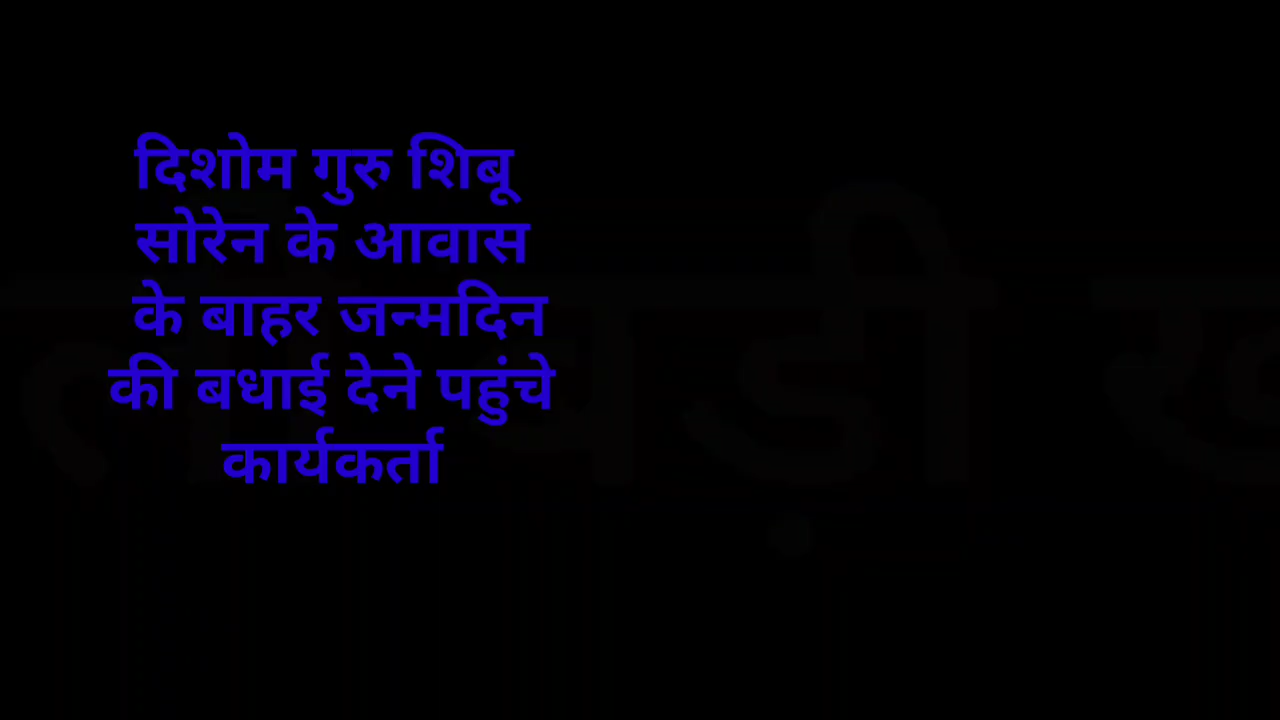 दिशोम गुरु शिबू
सोरेन के आवास
के बाहर जन्मदिन
की बधाई देने पहुंचे
कार्यकर्ता